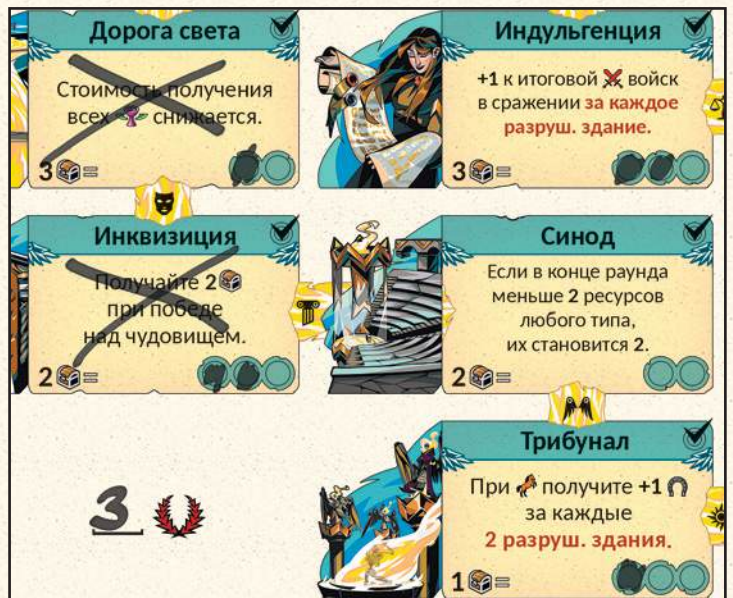 Дорога света
Стоимость получения
всех снижается.
3 =
Индульгенция
+1 к итоговой войск
в сражении за каждое
разруш. здание.
3 =
Инквизиция
Получайте 2
при победе
над чудовищем.
2 =
Синод
Если в конце раунда
меньше 2 ресурсов
любого типа,
их становится 2.
2 =
3
Трибунал
При получите +1
за каждые
2 разруш. здания.
1 =